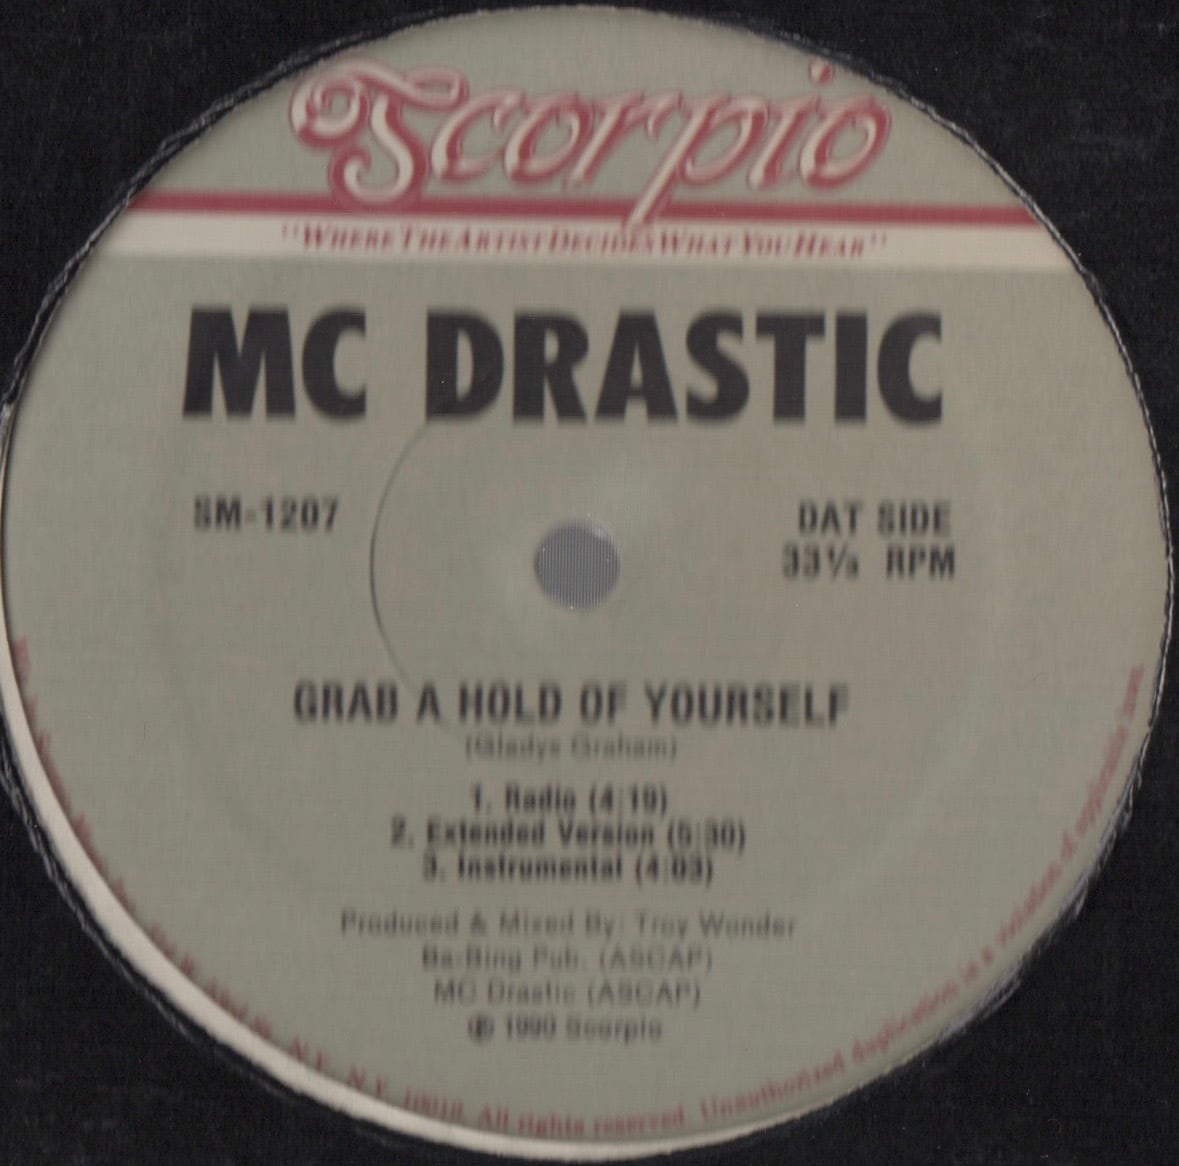 Scorpio
"WHERE THE ARTIST DECIDES WHAT YOU HEAR"
MC DRASTIC
SM-1207
DAT SIDE
33⅓ RPM
GRAB A HOLD OF YOURSELF
(Gladys Graham)
1. Radio (4:19)
2. Extended Version (5:30)
3. Instrumental (4:03)
Produced & Mixed By: Troy Wonder
Ba-Bing Pub. (ASCAP)
MC Drastic (ASCAP)
℗ 1990 Scorpio
N.Y., N.Y. 10018. All rights reserved. Unauthorized duplication is a violation of applicable laws.